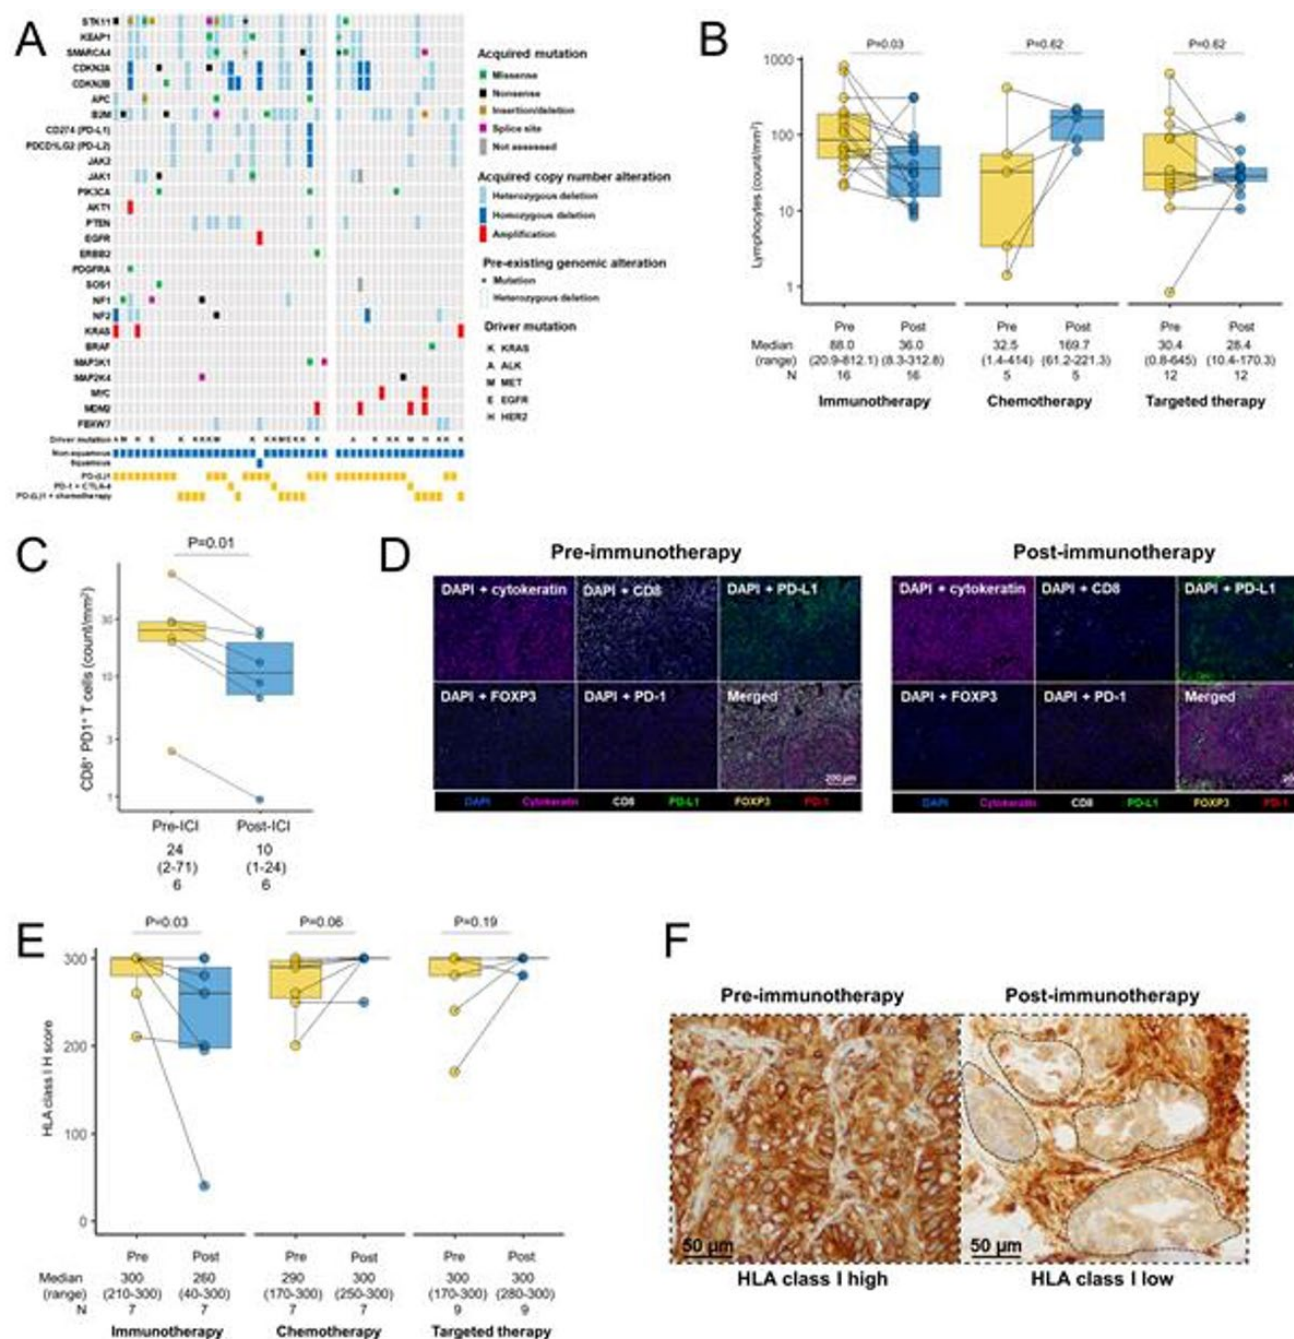 A
STK11
KEAP1
SMARCA4
CDKN2A
CDKN2B
APC
B2M
CD274 (PD-L1)
PDCD1LG2 (PD-L2)
JAK2
JAK1
PIK3CA
AKT1
PTEN
EGFR
ERBB2
PDGFRA
SOS1
NF1
NF2
KRAS
BRAF
MAP3K1
MAP2K4
MYC
MDM2
FBXW7
Driver mutation
Non-squamous
Squamous
PD-(L)1
PD-1 + CTLA-4
PD-(L)1 + chemotherapy
Acquired mutation
Missense
Nonsense
Insertion/deletion
Splice site
Not assessed
Acquired copy number alteration
Heterozygous deletion
Homozygous deletion
Amplification
Pre-existing genomic alteration
Mutation
Heterozygous deletion
Driver mutation
K KRAS
A ALK
M MET
E EGFR
H HER2
B
P=0.03 P=0.62 P=0.62
Lymphocytes (count/mm²)
1000
100
10
1
Pre Post Pre Post Pre Post
Median 88.0 36.0 32.5 169.7 30.4 28.4
(range) (20.9-812.1) (8.3-312.8) (1.4-414) (61.2-221.3) (0.8-645) (10.4-170.3)
N 16 16 5 5 12 12
Immunotherapy Chemotherapy Targeted therapy
C
P=0.01
CD8⁺ PD1⁺ T cells (count/mm²)
30
10
3
1
Pre-ICI Post-ICI
24 10
(2-71) (1-24)
6 6
D
Pre-immunotherapy
DAPI + cytokeratin DAPI + CD8 DAPI + PD-L1
DAPI + FOXP3 DAPI + PD-1 Merged
200 µm
DAPI Cytokeratin CD8 PD-L1 FOXP3 PD-1
Post-immunotherapy
DAPI + cytokeratin DAPI + CD8 DAPI + PD-L1
DAPI + FOXP3 DAPI + PD-1 Merged
DAPI Cytokeratin CD8 PD-L1 FOXP3 PD-1
E
P=0.03 P=0.06 P=0.19
HLA class I H score
300
200
100
0
Pre Post Pre Post Pre Post
Median 300 260 290 300 300 300
(range) (210-300) (40-300) (170-300) (250-300) (170-300) (280-300)
N 7 7 7 7 9 9
Immunotherapy Chemotherapy Targeted therapy
F
Pre-immunotherapy Post-immunotherapy
50 µm 50 µm
HLA class I high HLA class I low